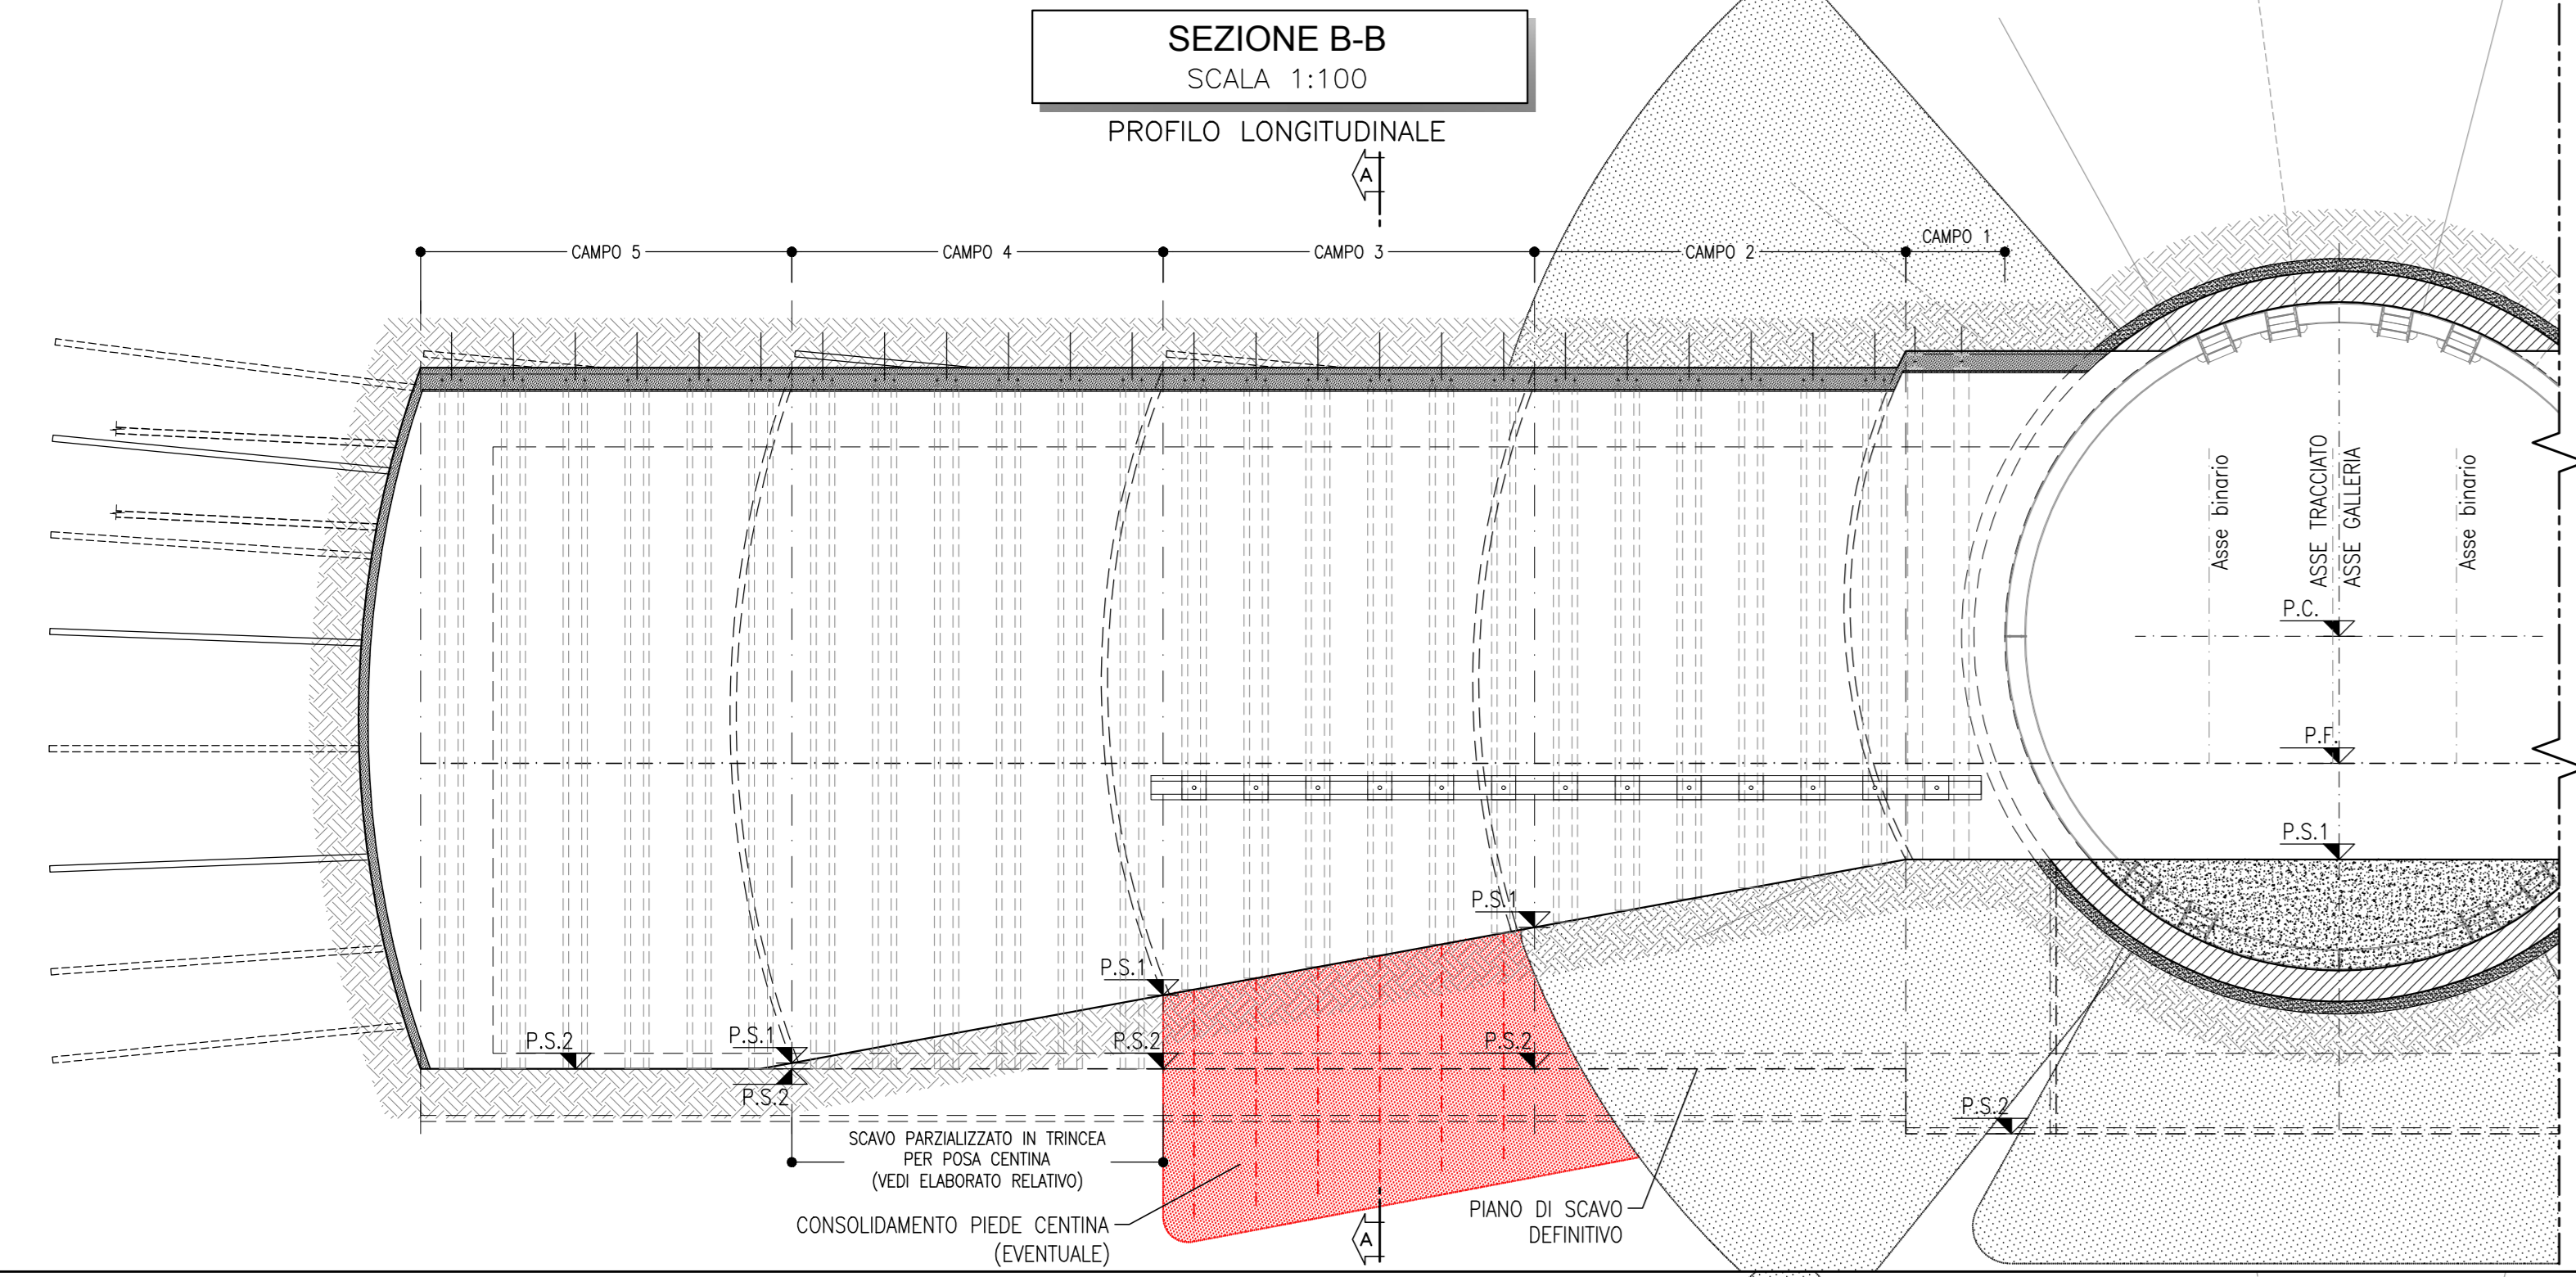 SEZIONE B-B
SCALA 1:100
PROFILO LONGITUDINALE
A
CAMPO 5
CAMPO 4
CAMPO 3
CAMPO 2
CAMPO 1
Asse binario
ASSE TRACCIATO
ASSE GALLERIA
Asse binario
P.C.
P.F.
P.S.1
P.S.1
P.S.1
P.S.1
P.S.2
P.S.2
P.S.2
P.S.2
P.S.2
SCAVO PARZIALIZZATO IN TRINCEA
PER POSA CENTINA
(VEDI ELABORATO RELATIVO)
CONSOLIDAMENTO PIEDE CENTINA
(EVENTUALE)
PIANO DI SCAVO
DEFINITIVO
A